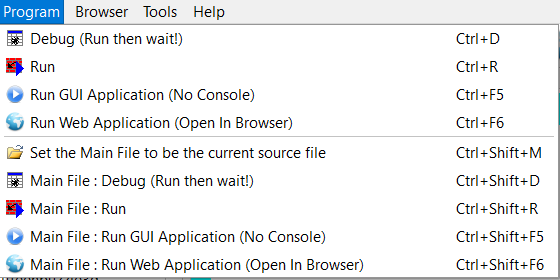 Program Browser Tools Help
Debug (Run then wait!) Ctrl+D
Run Ctrl+R
Run GUI Application (No Console) Ctrl+F5
Run Web Application (Open In Browser) Ctrl+F6
Set the Main File to be the current source file Ctrl+Shift+M
Main File : Debug (Run then wait!) Ctrl+Shift+D
Main File : Run Ctrl+Shift+R
Main File : Run GUI Application (No Console) Ctrl+Shift+F5
Main File : Run Web Application (Open In Browser) Ctrl+Shift+F6